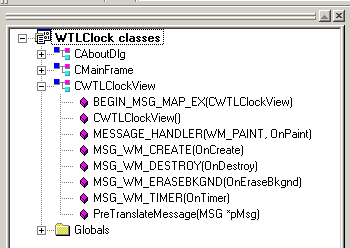 WTLClock classes
CAboutDlg
CMainFrame
CWTLClockView
BEGIN_MSG_MAP_EX(CWTLClockView)
CWTLClockView()
MESSAGE_HANDLER(WM_PAINT, OnPaint)
MSG_WM_CREATE(OnCreate)
MSG_WM_DESTROY(OnDestroy)
MSG_WM_ERASEBKGND(OnEraseBkgnd)
MSG_WM_TIMER(OnTimer)
PreTranslateMessage(MSG *pMsg)
Globals